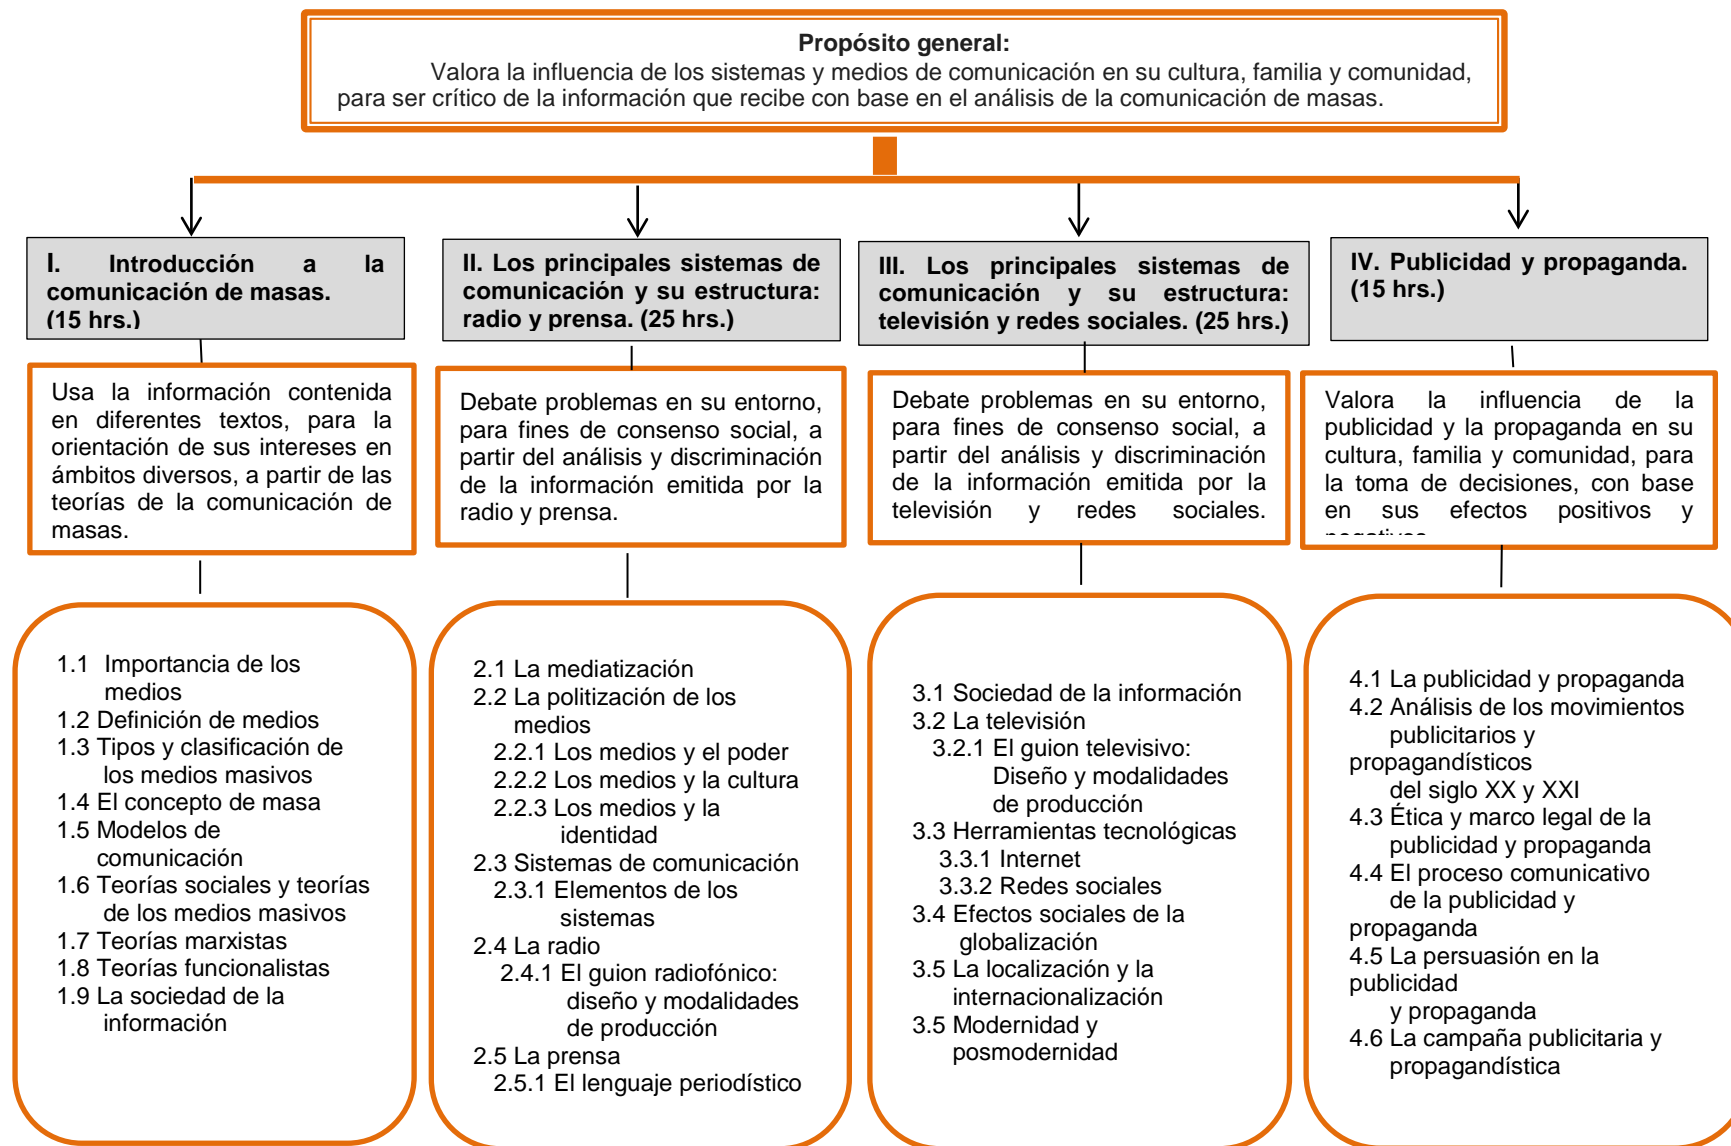 Propósito general:
Valora la influencia de los sistemas y medios de comunicación en su cultura, familia y comunidad,
para ser crítico de la información que recibe con base en el análisis de la comunicación de masas.
I. Introducción a la
comunicación de masas.
(15 hrs.)
Usa la información contenida
en diferentes textos, para la
orientación de sus intereses en
ámbitos diversos, a partir de las
teorías de la comunicación de
masas.
1.1 Importancia de los
medios
1.2 Definición de medios
1.3 Tipos y clasificación de
los medios masivos
1.4 El concepto de masa
1.5 Modelos de
comunicación
1.6 Teorías sociales y teorías
de los medios masivos
1.7 Teorías marxistas
1.8 Teorías funcionalistas
1.9 La sociedad de la
información
II. Los principales sistemas de
comunicación y su estructura:
radio y prensa. (25 hrs.)
Debate problemas en su entorno,
para fines de consenso social, a
partir del análisis y discriminación
de la información emitida por la
radio y prensa.
2.1 La mediatización
2.2 La politización de los
medios
2.2.1 Los medios y el poder
2.2.2 Los medios y la cultura
2.2.3 Los medios y la
identidad
2.3 Sistemas de comunicación
2.3.1 Elementos de los
sistemas
2.4 La radio
2.4.1 El guion radiofónico:
diseño y modalidades
de producción
2.5 La prensa
2.5.1 El lenguaje periodístico
III. Los principales sistemas de
comunicación y su estructura:
televisión y redes sociales. (25 hrs.)
Debate problemas en su entorno,
para fines de consenso social, a
partir del análisis y discriminación
de la información emitida por la
televisión y redes sociales.
3.1 Sociedad de la información
3.2 La televisión
3.2.1 El guion televisivo:
Diseño y modalidades
de producción
3.3 Herramientas tecnológicas
3.3.1 Internet
3.3.2 Redes sociales
3.4 Efectos sociales de la
globalización
3.5 La localización y la
internacionalización
3.5 Modernidad y
posmodernidad
IV. Publicidad y propaganda.
(15 hrs.)
Valora la influencia de la
publicidad y la propaganda en su
cultura, familia y comunidad, para
la toma de decisiones, con base
en sus efectos positivos y
4.1 La publicidad y propaganda
4.2 Análisis de los movimientos
publicitarios y
propagandísticos
del siglo XX y XXI
4.3 Ética y marco legal de la
publicidad y propaganda
4.4 El proceso comunicativo
de la publicidad y
propaganda
4.5 La persuasión en la
publicidad
y propaganda
4.6 La campaña publicitaria y
propagandística